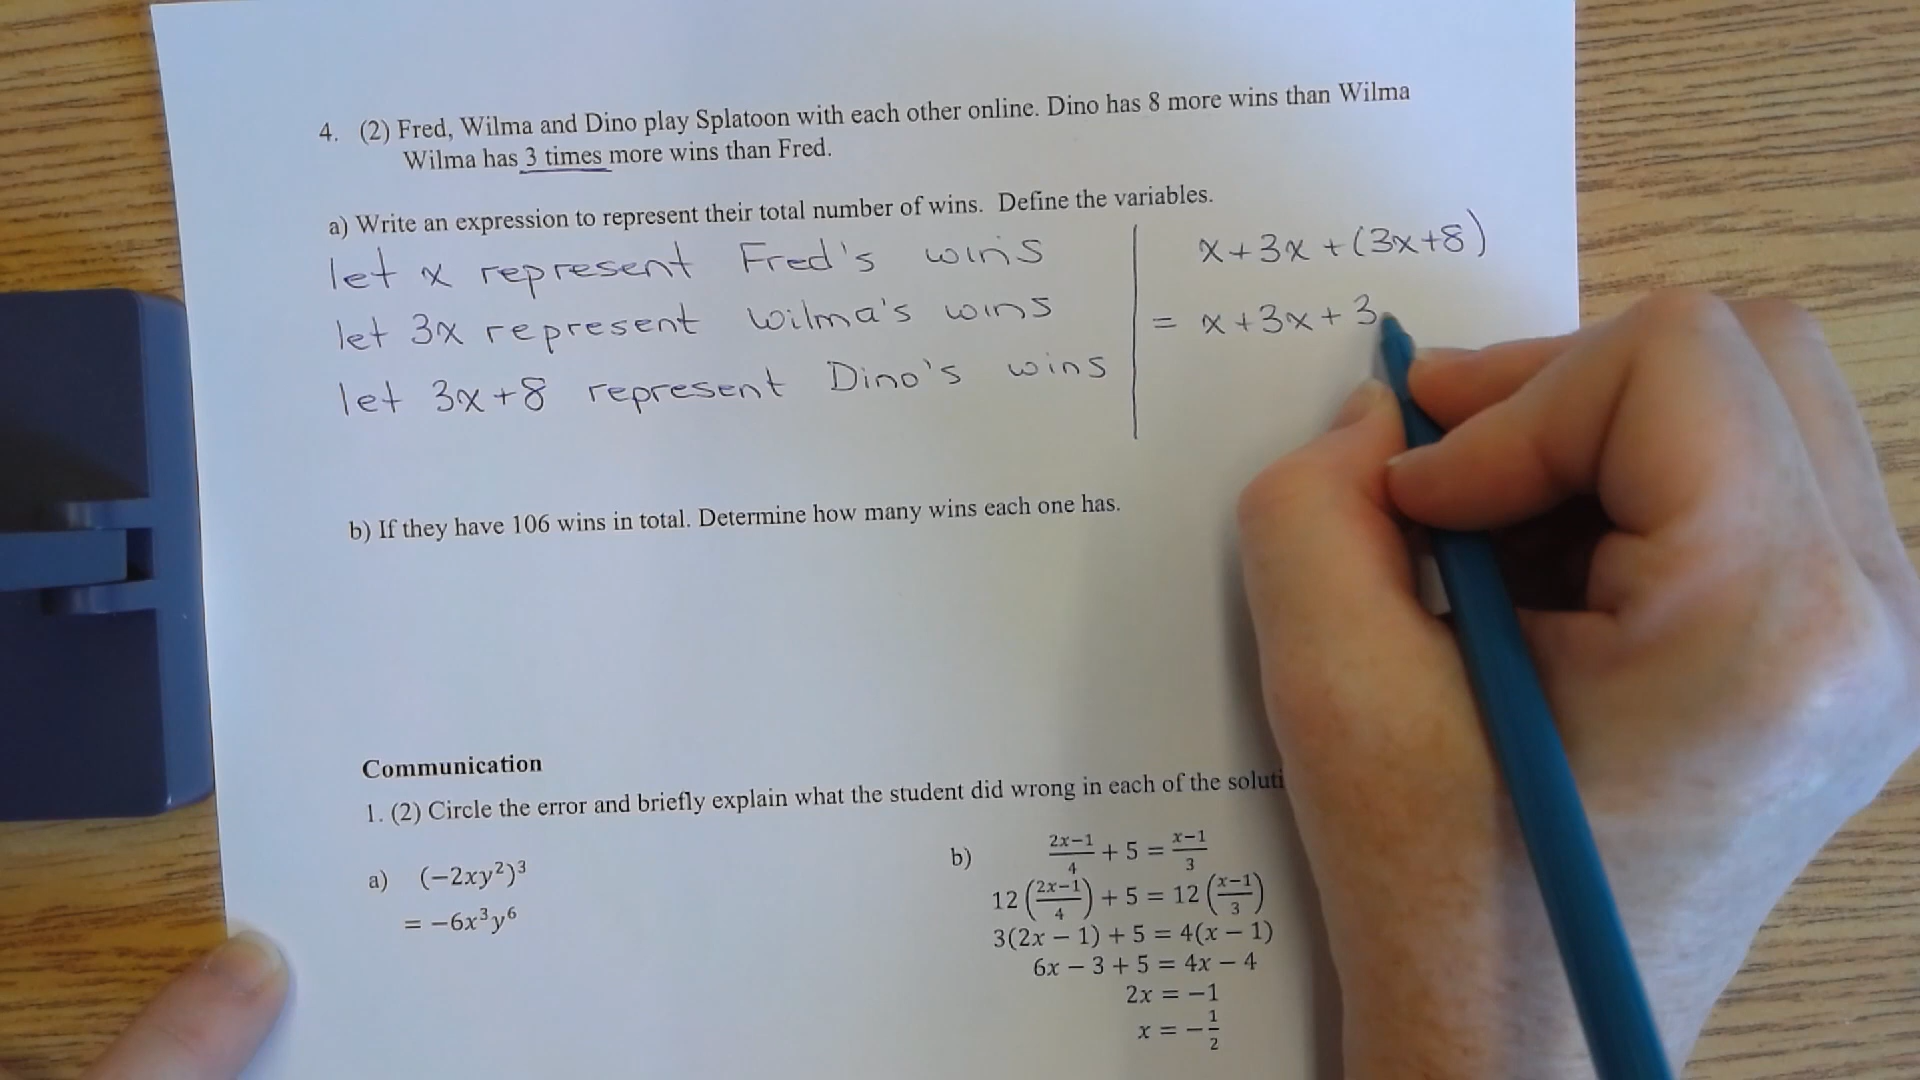 4. (2) Fred, Wilma and Dino play Splatoon with each other online. Dino has 8 more wins than Wilma
Wilma has 3 times more wins than Fred.
a) Write an expression to represent their total number of wins. Define the variables.
let x represent Fred's wins
let 3x represent Wilma's wins
let 3x+8 represent Dino's wins
x+3x+(3x+8)
= x+3x+3
b) If they have 106 wins in total. Determine how many wins each one has.
Communication
1. (2) Circle the error and briefly explain what the student did wrong in each of the
a) (−2xy²)³
= −6x³y⁶
b) (2x−1)/4 + 5 = (x−1)/3
12((2x−1)/4) + 5 = 12((x−1)/3)
3(2x − 1) + 5 = 4(x − 1)
6x − 3 + 5 = 4x − 4
2x = −1
x = −1/2